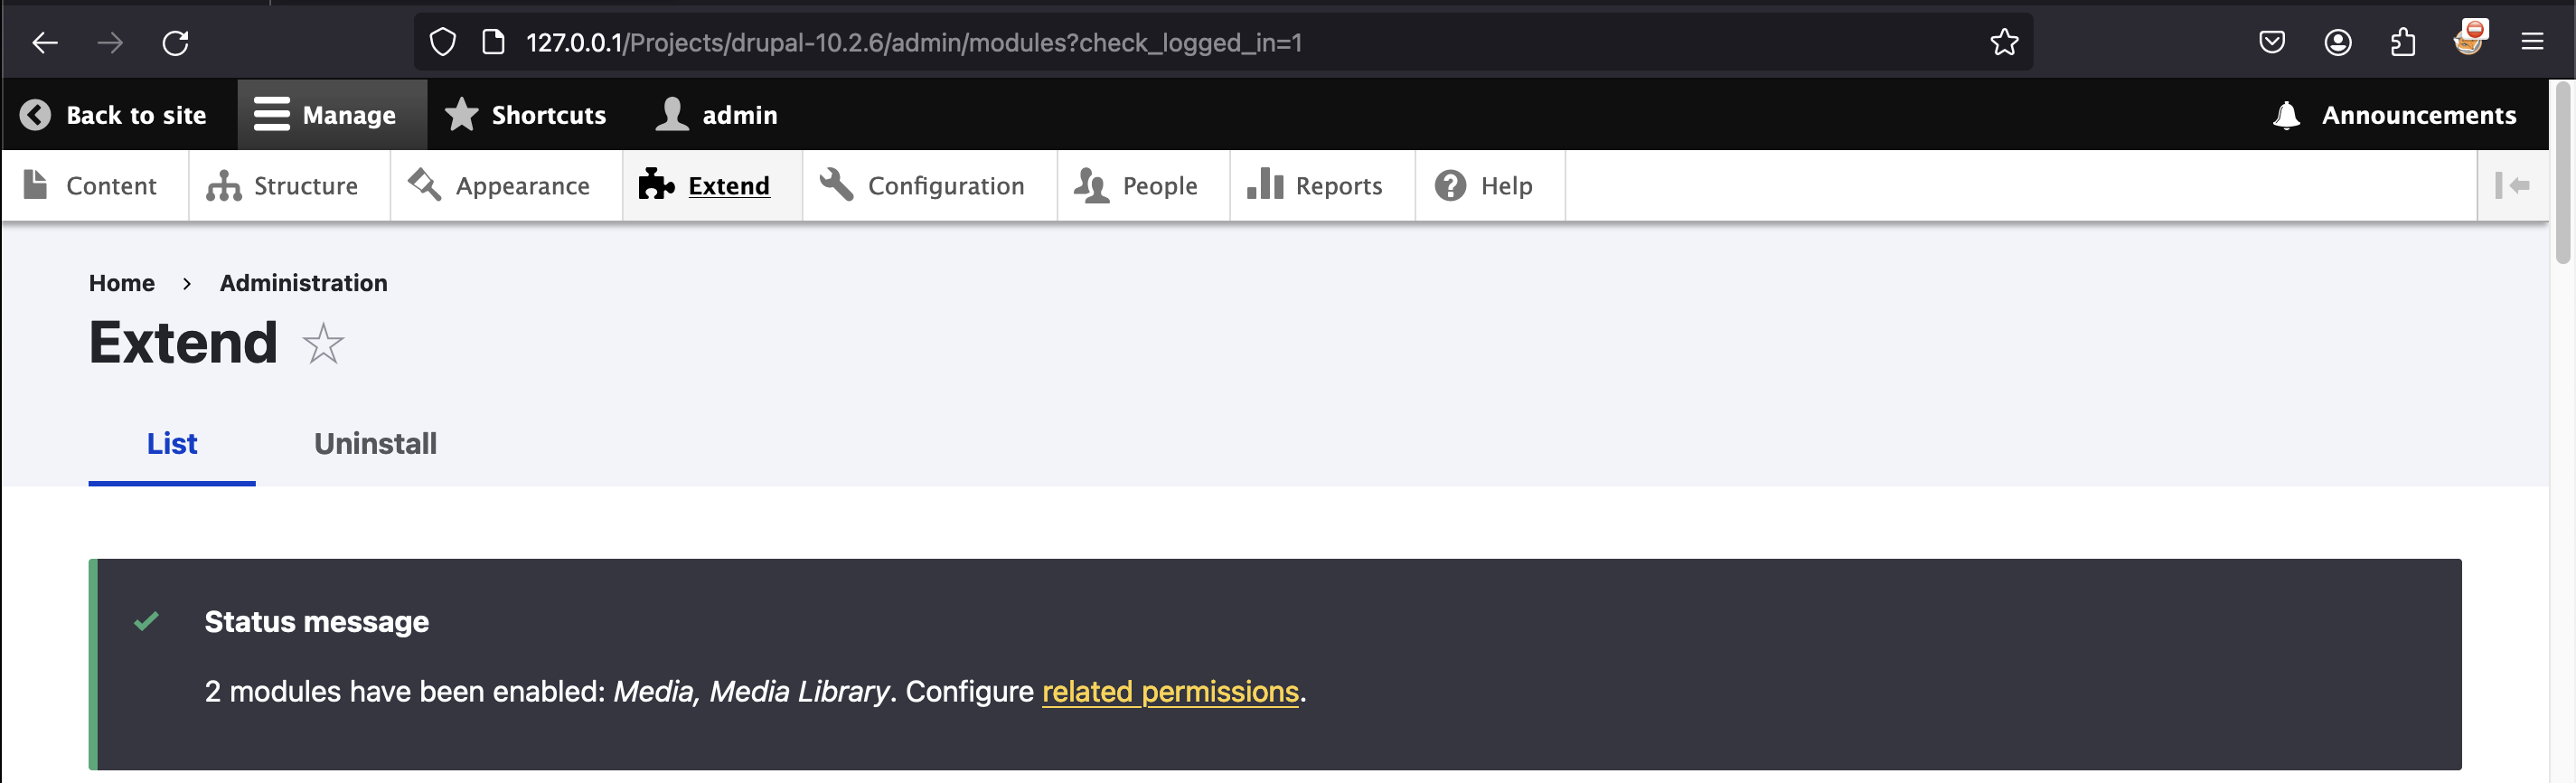 127.0.0.1/Projects/drupal-10.2.6/admin/modules?check_logged_in=1
Back to site Manage Shortcuts admin Announcements
Content Structure Appearance Extend Configuration People Reports Help
Home › Administration
Extend
List Uninstall
Status message
2 modules have been enabled: Media, Media Library. Configure related permissions.